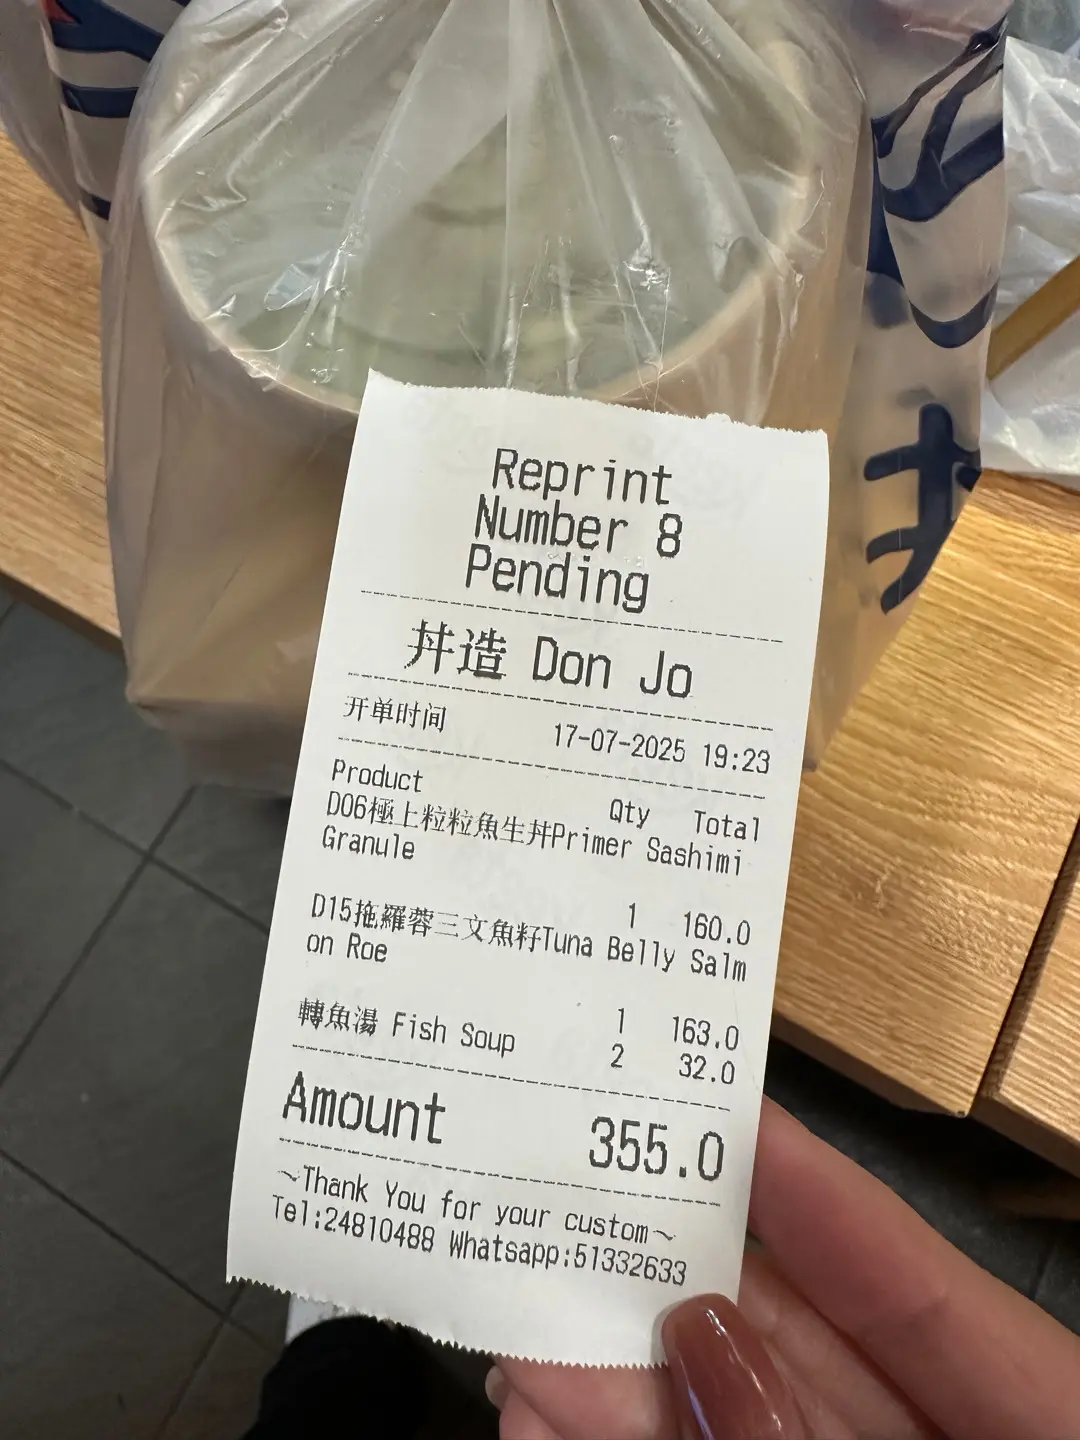 Reprint
Number 8
Pending
丼造 Don Jo
开单时间 17-07-2025 19:23
Product Qty Total
D06極上粒粒魚生丼Primer Sashimi
Granule
1 160.0
D15拖羅蓉三文魚籽Tuna Belly Salm
on Roe
1 163.0
轉魚湯 Fish Soup 2 32.0
Amount 355.0
~Thank You for your custom~
Tel:24810488 Whatsapp:51332633